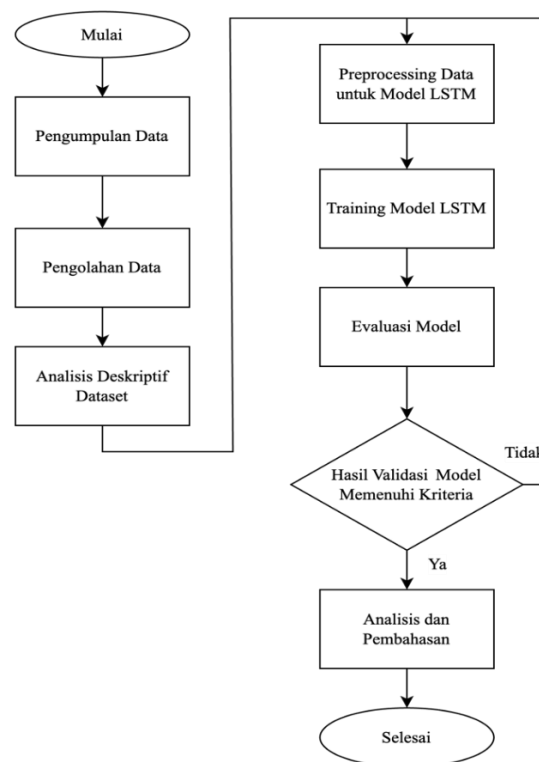 Mulai
Pengumpulan Data
Pengolahan Data
Analisis Deskriptif
Dataset
Preprocessing Data
untuk Model LSTM
Training Model LSTM
Evaluasi Model
Hasil Validasi Model
Memenuhi Kriteria
Tidak
Ya
Analisis dan
Pembahasan
Selesai